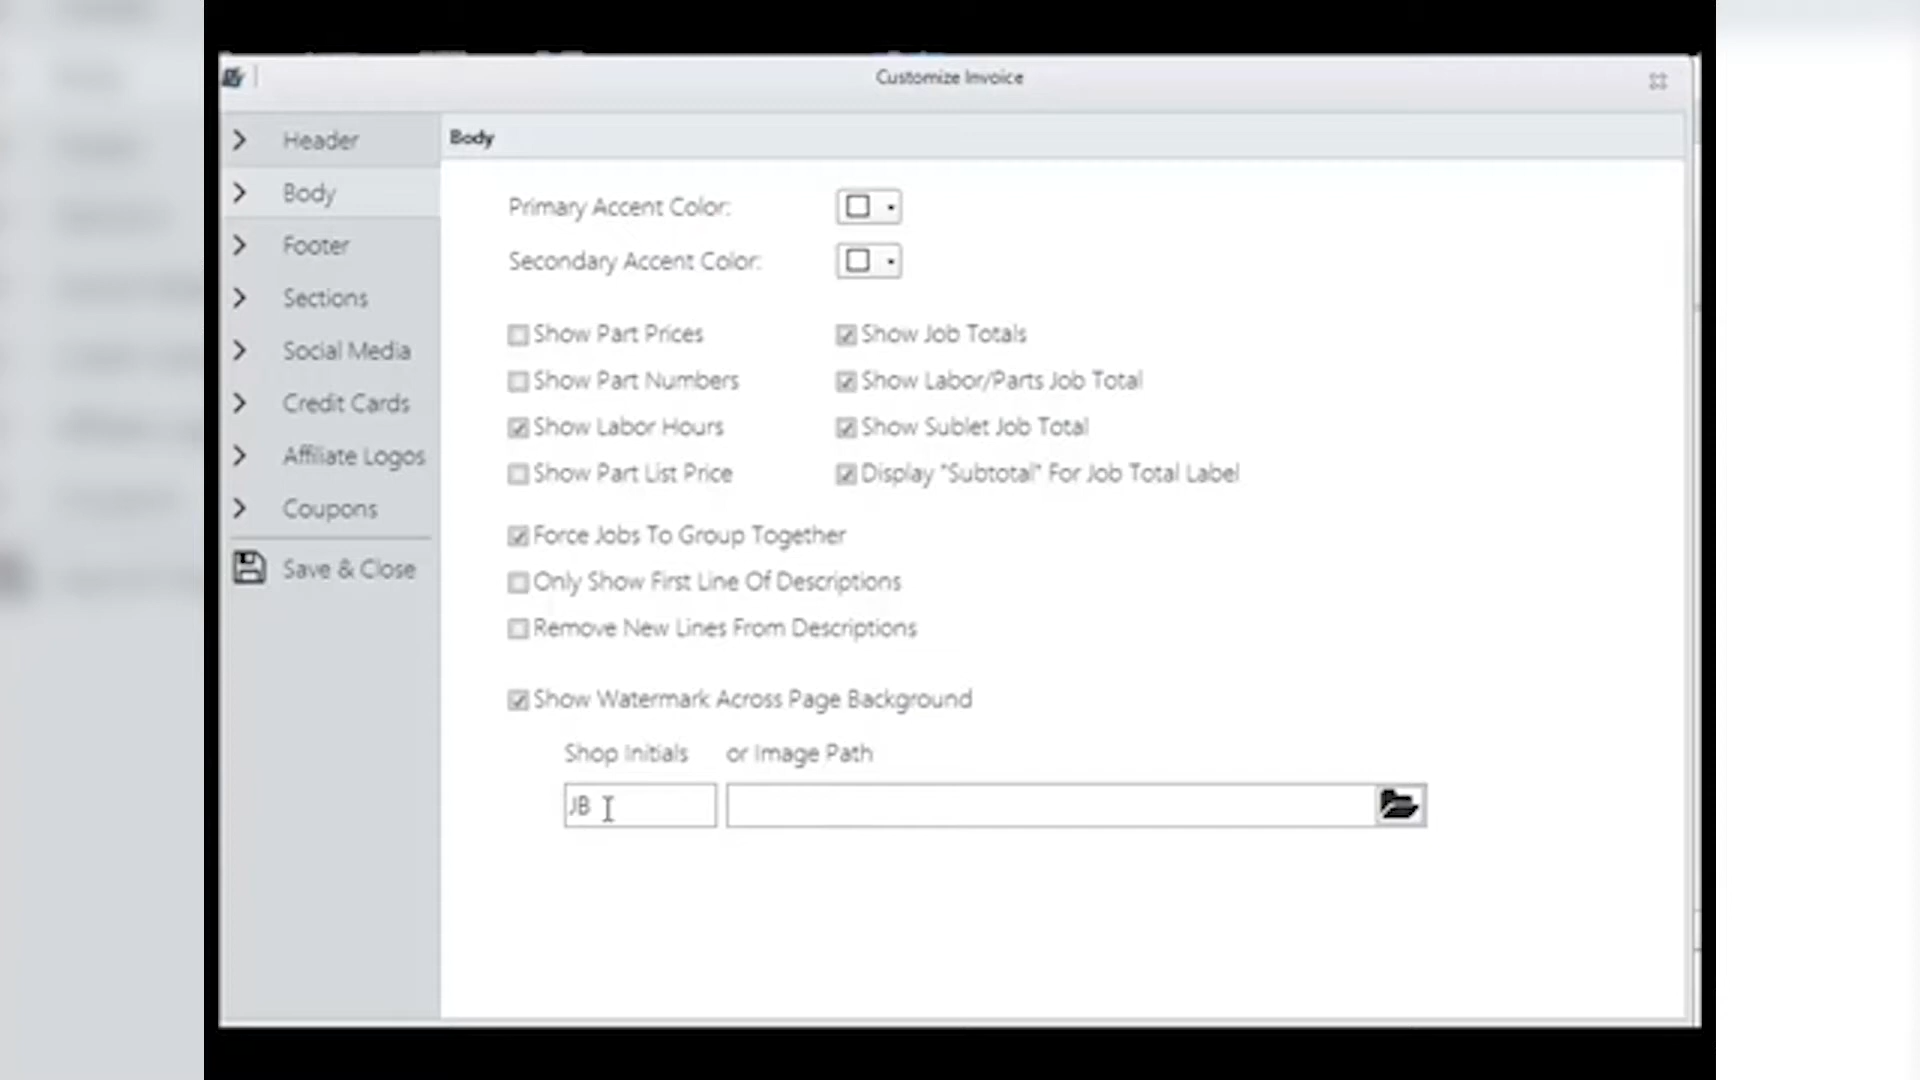 Customize Invoice
Header
Body
Footer
Sections
Social Media
Credit Cards
Affiliate Logos
Coupons
Save & Close
Body
Primary Accent Color:
Secondary Accent Color:
Show Part Prices
Show Job Totals
Show Part Numbers
Show Labor/Parts Job Total
Show Labor Hours
Show Sublet Job Total
Show Part List Price
Display "Subtotal" For Job Total Label
Force Jobs To Group Together
Only Show First Line Of Descriptions
Remove New Lines From Descriptions
Show Watermark Across Page Background
Shop Initials or Image Path
JB